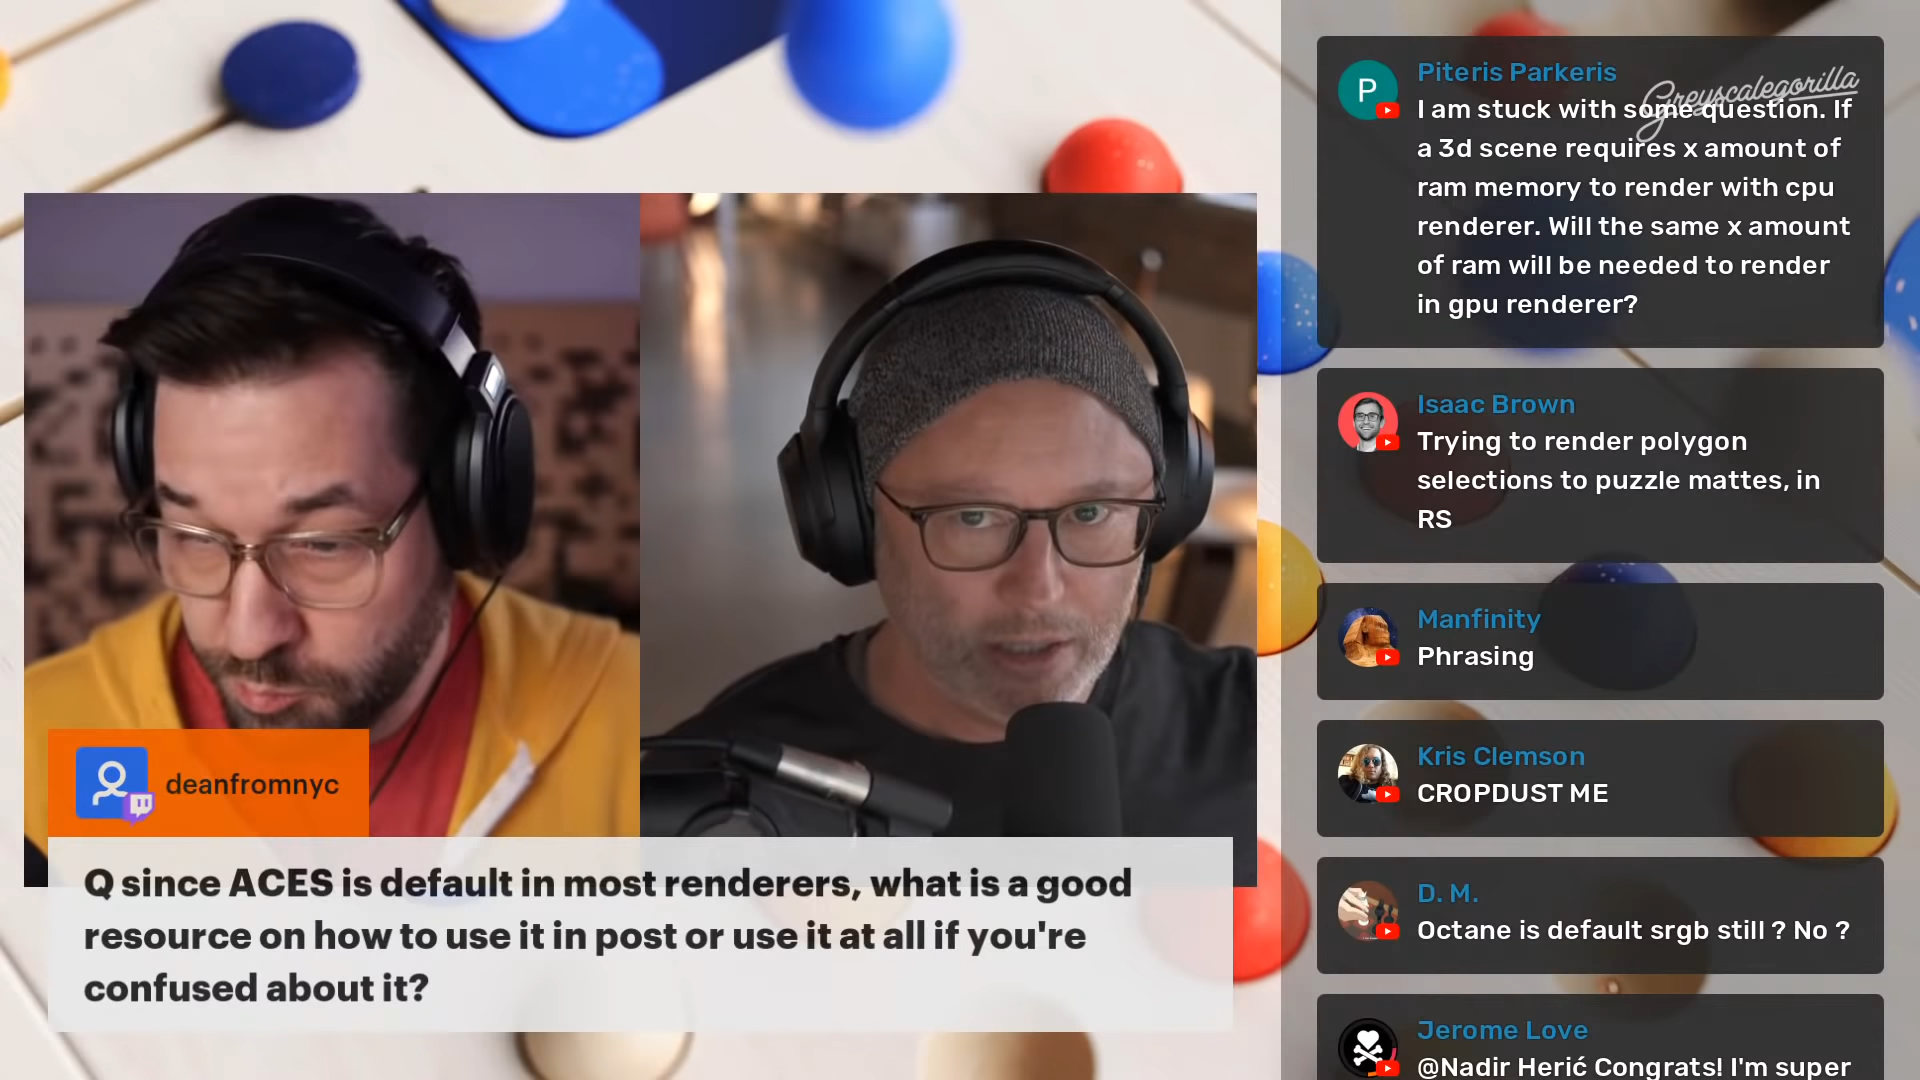 deanfromnyc
Q since ACES is default in most renderers, what is a good
resource on how to use it in post or use it at all if you're
confused about it?
Greyscalegorilla
P
Piteris Parkeris
I am stuck with some question. If
a 3d scene requires x amount of
ram memory to render with cpu
renderer. Will the same x amount
of ram will be needed to render
in gpu renderer?
Isaac Brown
Trying to render polygon
selections to puzzle mattes, in
RS
Manfinity
Phrasing
Kris Clemson
CROPDUST ME
D. M.
Octane is default srgb still ? No ?
Jerome Love
@Nadir Herić Congrats! I'm super